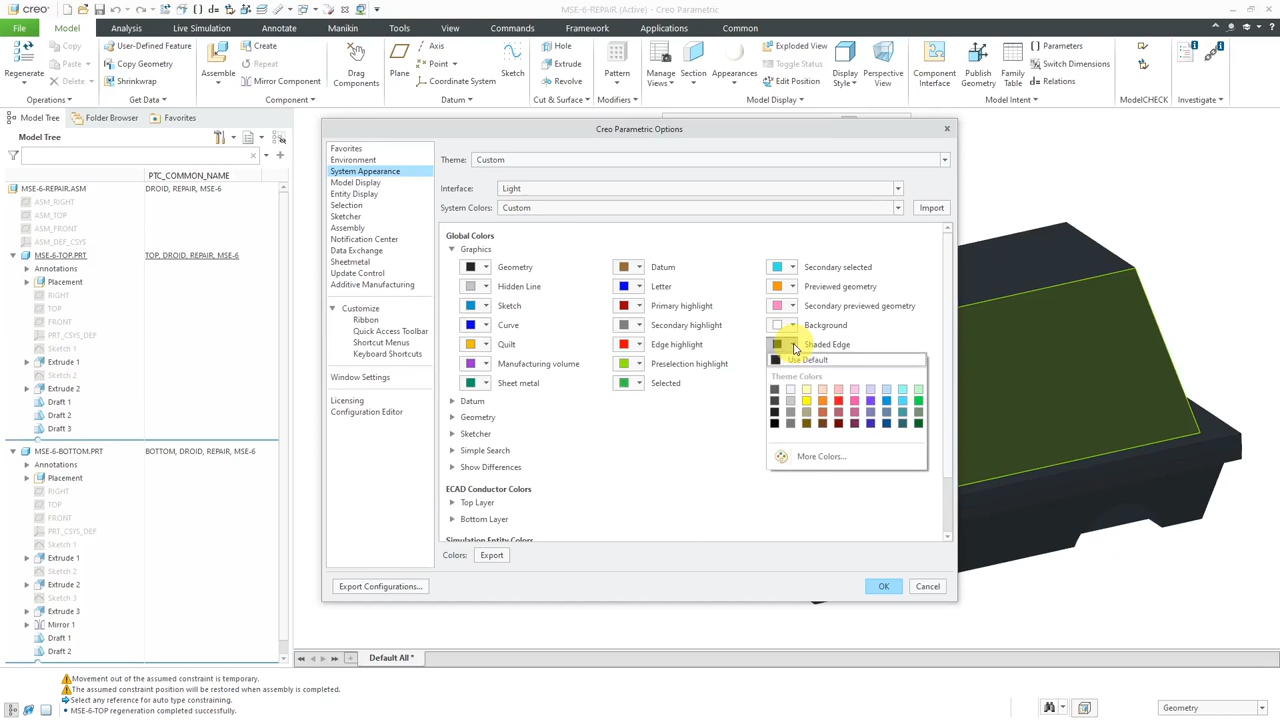 creo
MSE-6-REPAIR (Active) - Creo Parametric
File Model Analysis Live Simulation Annotate Manikin Tools View Commands Framework Applications Common
Regenerate
Copy
Paste
Delete
Operations
User-Defined Feature
Copy Geometry
Shrinkwrap
Get Data
Assemble
Create
Repeat
Mirror Component
Drag Components
Component
Plane
Axis
Point
Coordinate System
Sketch
Datum
Hole
Extrude
Revolve
Cut & Surface
Pattern
Modifiers
Manage Views
Section
Appearances
Exploded View
Toggle Status
Edit Position
Display Style
Perspective View
Model Display
Component Interface
Publish Geometry
Family Table
Parameters
Switch Dimensions
Relations
Model Intent
ModelCHECK
Investigate
Model Tree
Folder Browser
Favorites
Model Tree
PTC_COMMON_NAME
MSE-6-REPAIR.ASM DROID, REPAIR, MSE-6
ASM_RIGHT
ASM_TOP
ASM_FRONT
ASM_DEF_CSYS
MSE-6-TOP.PRT TOP, DROID, REPAIR, MSE-6
Annotations
Placement
RIGHT
TOP
FRONT
PRT_CSYS_DEF
Sketch 1
Extrude 1
Sketch 2
Extrude 2
Draft 1
Draft 2
Draft 3
MSE-6-BOTTOM.PRT BOTTOM, DROID, REPAIR, MSE-6
Annotations
Placement
RIGHT
TOP
FRONT
PRT_CSYS_DEF
Sketch 1
Extrude 1
Sketch 2
Extrude 2
Sketch 3
Extrude 3
Mirror 1
Draft 1
Draft 2
Creo Parametric Options
Favorites
Environment
System Appearance
Model Display
Entity Display
Selection
Sketcher
Assembly
Notification Center
Data Exchange
Sheetmetal
Update Control
Additive Manufacturing
Customize
Ribbon
Quick Access Toolbar
Shortcut Menus
Keyboard Shortcuts
Window Settings
Licensing
Configuration Editor
Theme: Custom
Interface: Light
System Colors: Custom Import
Global Colors
Graphics
Geometry Datum Secondary selected
Hidden Line Letter Previewed geometry
Sketch Primary highlight Secondary previewed geometry
Curve Secondary highlight Background
Quilt Edge highlight Shaded Edge
Manufacturing volume Preselection highlight
Sheet metal Selected
Use Default
Theme Colors
More Colors...
Datum
Geometry
Sketcher
Simple Search
Show Differences
ECAD Conductor Colors
Top Layer
Bottom Layer
Simulation Entity Colors
Colors: Export
Export Configurations... OK Cancel
Default All *
Movement out of the assumed constraint is temporary.
The assumed constraint position will be restored when assembly is completed.
Select any reference for auto type constraining.
MSE-6-TOP regeneration completed successfully.
Geometry